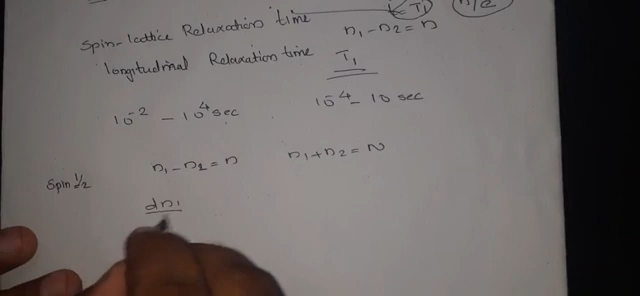 Spin-lattice Relaxation time T1 n/e
n1-n2=n
longitudinal Relaxation time T1
10^-2 - 10^4 sec 10^-4 - 10 sec
n1-n2=n n1+n2=N
Spin 1/2
dn1